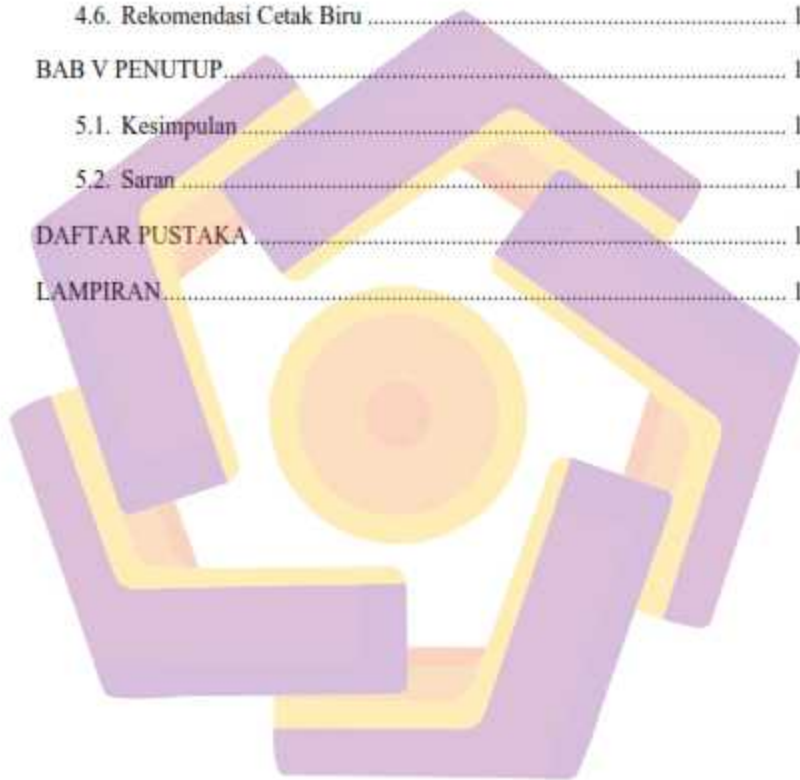 4.6. Rekomendasi Cetak Biru ........................................ 1
BAB V PENUTUP ........................................ 1
5.1. Kesimpulan ........................................ 1
5.2. Saran ........................................ 1
DAFTAR PUSTAKA ........................................ 1
LAMPIRAN ........................................ 1